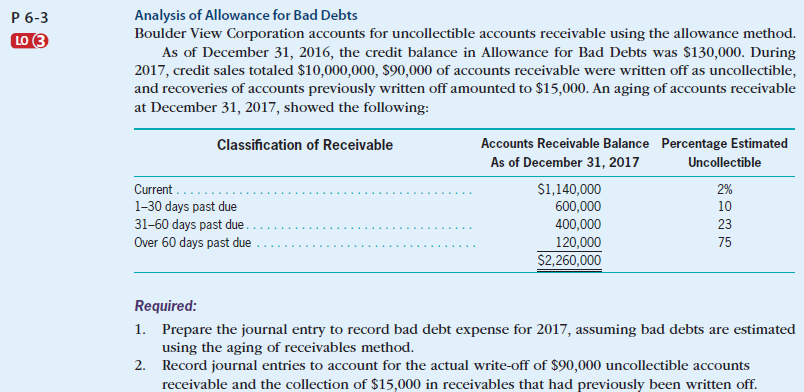 P 6-3 Analysis of Allowance for Bad Debts
LO 3 Boulder View Corporation accounts for uncollectible accounts receivable using the allowance method.
As of December 31, 2016, the credit balance in Allowance for Bad Debts was $130,000. During
2017, credit sales totaled $10,000,000, $90,000 of accounts receivable were written off as uncollectible,
and recoveries of accounts previously written off amounted to $15,000. An aging of accounts receivable
at December 31, 2017, showed the following:
Classification of Receivable Accounts Receivable Balance Percentage Estimated
As of December 31, 2017 Uncollectible
Current . . . . . . . . . . . . . . . . . . . . . . . . . . . . . . . . . . . . . . . . . . $1,140,000 2%
1–30 days past due 600,000 10
31–60 days past due . . . . . . . . . . . . . . . . . . . . . . . . . . . . . . . 400,000 23
Over 60 days past due . . . . . . . . . . . . . . . . . . . . . . . . . . . . . . 120,000 75
$2,260,000
Required:
1. Prepare the journal entry to record bad debt expense for 2017, assuming bad debts are estimated
using the aging of receivables method.
2. Record journal entries to account for the actual write-off of $90,000 uncollectible accounts
receivable and the collection of $15,000 in receivables that had previously been written off.